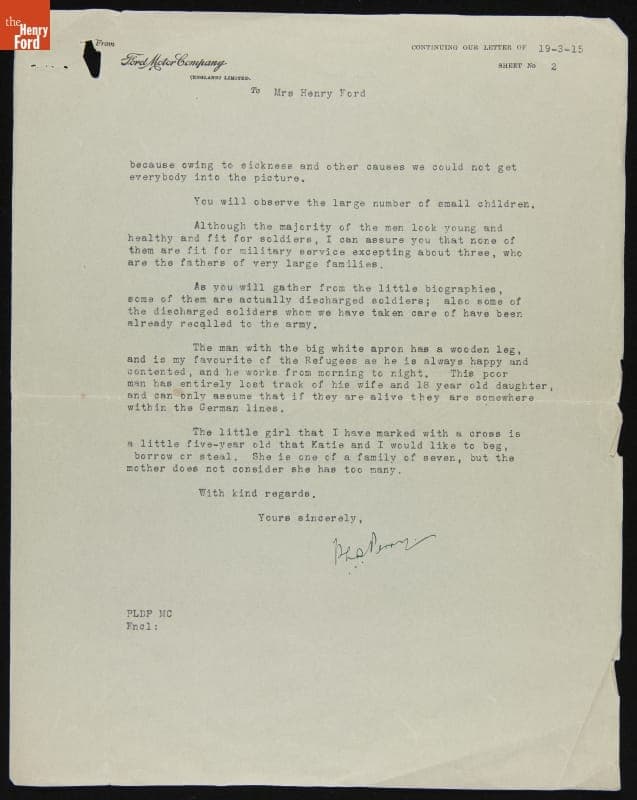 the
Henry
Ford
From
CONTINUING OUR LETTER OF 19-3-15
Ford Motor Company
(ENGLAND) LIMITED.
SHEET No 2
To Mrs Henry Ford
because owing to sickness and other causes we could not get
everybody into the picture.
You will observe the large number of small children.
Although the majority of the men look young and
healthy and fit for soldiers, I can assure you that none of
them are fit for military service excepting about three, who
are the fathers of very large families.
As you will gather from the little biographies,
some of them are actually discharged soldiers; also some of
the discharged soliders whom we have taken care of have been
already recalled to the army.
The man with the big white apron has a wooden leg,
and is my favourite of the Refugees as he is always happy and
contented, and he works from morning to night. This poor
man has entirely lost track of his wife and 18 year old daughter,
and can only assume that if they are alive they are somewhere
within the German lines.
The little girl that I have marked with a cross is
a little five-year old that Katie and I would like to beg,
borrow or steal. She is one of a family of seven, but the
mother does not consider she has too many.
With kind regards.
Yours sincerely,
Perry
PLDP MC
Encl: